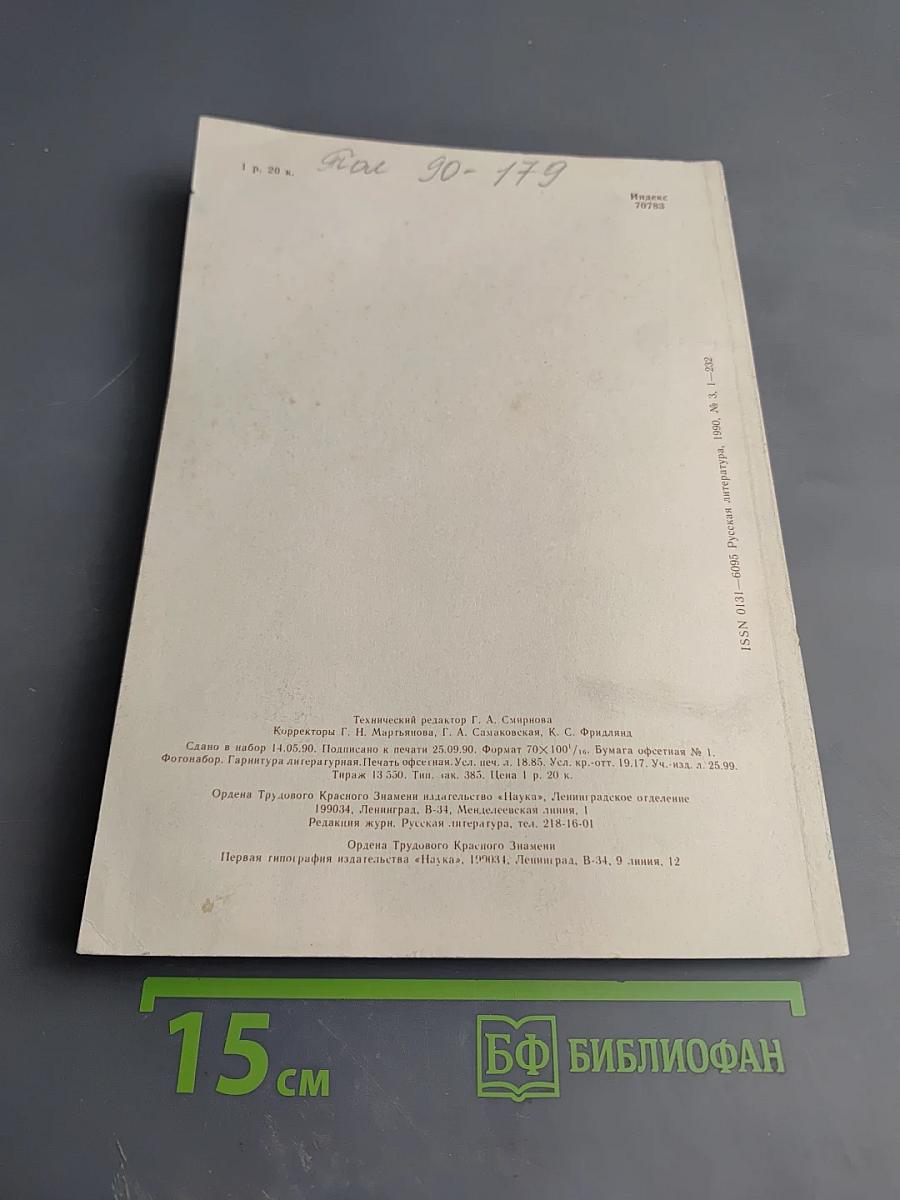 1 р. 20 к.
90-179
Индекс
70783
ISSN 0131—6095 Русская литература, 1990, № 3, 1—232
Технический редактор Г. А. Смирнова
Корректоры Г. Н. Мартьянова, Г. А. Самаковская, К. С. Фридлянд
Сдано в набор 14.05.90. Подписано к печати 25.09.90. Формат 70×100¹/₁₆. Бумага офсетная № 1.
Фотонабор. Гарнитура литературная. Печать офсетная. Усл. печ. л. 18.85. Усл. кр.-отт. 19.17. Уч.-изд. л. 25.99.
Тираж 13 550. Тип. зак. 385. Цена 1 р. 20 к.
Ордена Трудового Красного Знамени издательство «Наука», Ленинградское отделение
199034, Ленинград, В-34, Менделеевская линия, 1
Редакция журн. Русская литература, тел. 218-16-01
Ордена Трудового Красного Знамени
Первая типография издательства «Наука», 199034, Ленинград, В-34, 9 линия, 12
15 см
БФ БИБЛИОФАН